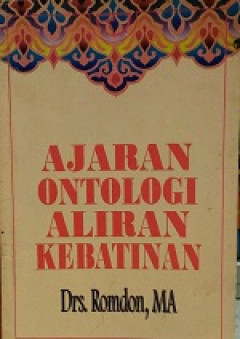 AJARAN
ONTOLOGI
ALIRAN
KEBATINAN
Drs. Romdon, MA